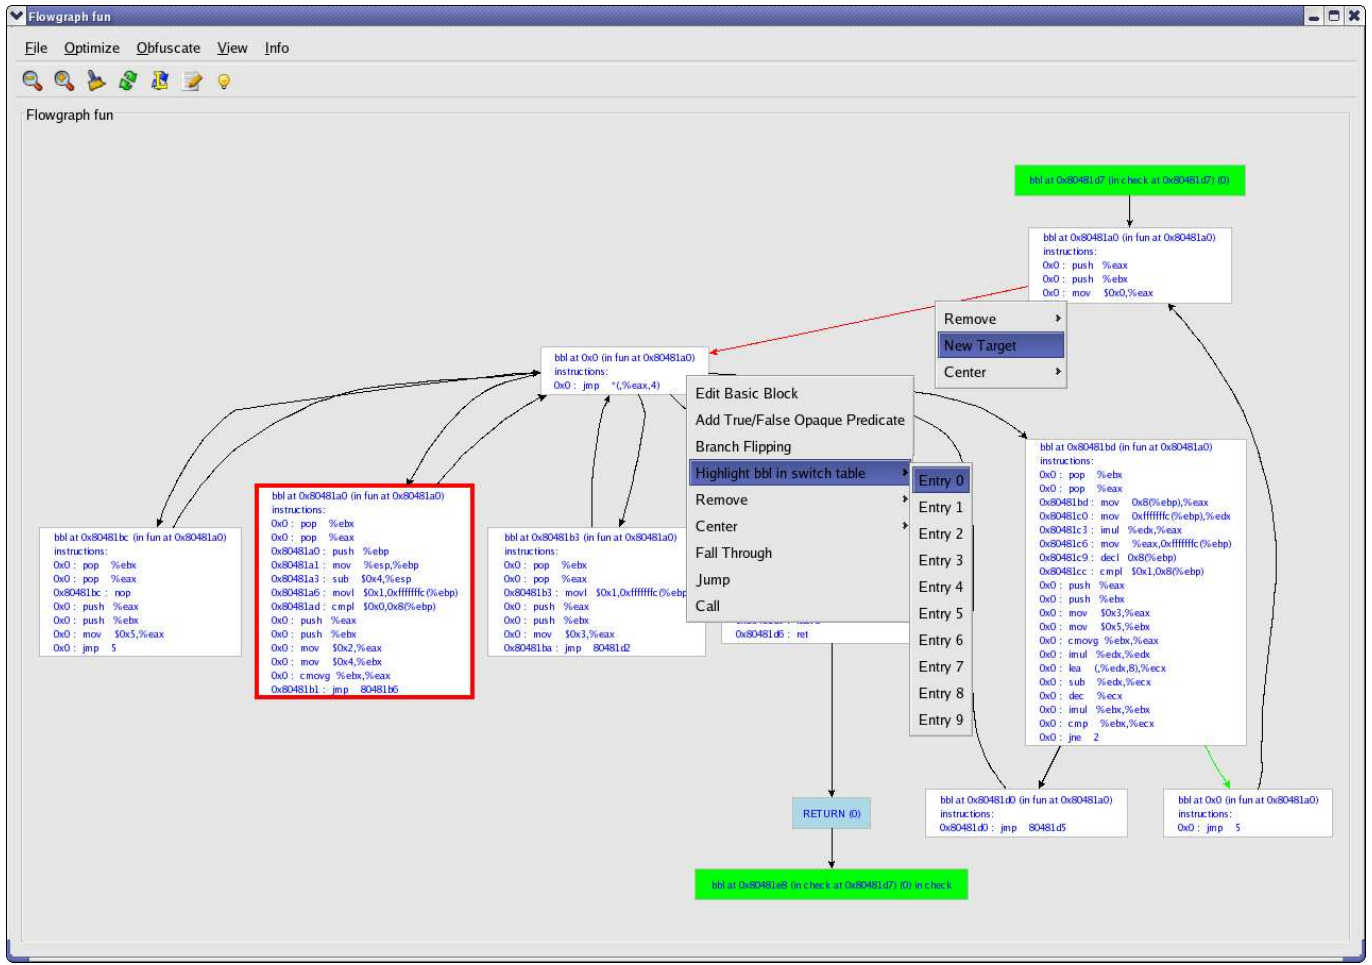 Flowgraph fun
File Optimize Obfuscate View Info
Flowgraph fun
bbl at 0x80481d7 (in check at 0x80481d7) (0)
bbl at 0x80481a0 (in fun at 0x80481a0)
instructions:
0x0 : push %eax
0x0 : push %ebx
0x0 : mov $0x0,%eax
Remove
New Target
Center
bbl at 0x0 (in fun at 0x80481a0)
instructions:
0x0 : jmp *(,%eax,4)
Edit Basic Block
Add True/False Opaque Predicate
Branch Flipping
Highlight bbl in switch table
Remove
Center
Fall Through
Jump
Call
Entry 0
Entry 1
Entry 2
Entry 3
Entry 4
Entry 5
Entry 6
Entry 7
Entry 8
Entry 9
bbl at 0x80481bc (in fun at 0x80481a0)
instructions:
0x0 : pop %ebx
0x0 : pop %eax
0x80481bc : nop
0x0 : push %eax
0x0 : push %ebx
0x0 : mov $0x5,%eax
0x0 : jmp 5
bbl at 0x80481a0 (in fun at 0x80481a0)
instructions:
0x0 : pop %ebx
0x0 : pop %eax
0x80481a0 : push %ebp
0x80481a1 : mov %esp,%ebp
0x80481a3 : sub $0x4,%esp
0x80481a6 : movl $0x1,0xfffffffc(%ebp)
0x80481ad : cmpl $0x0,0x8(%ebp)
0x0 : push %eax
0x0 : push %ebx
0x0 : mov $0x2,%eax
0x0 : mov $0x4,%ebx
0x0 : cmovg %ebx,%eax
0x80481b1 : jmp 80481b6
bbl at 0x80481b3 (in fun at 0x80481a0)
instructions:
0x0 : pop %ebx
0x0 : pop %eax
0x80481b3 : movl $0x1,0xfffffffc(%ebp
0x0 : push %eax
0x0 : push %ebx
0x0 : mov $0x3,%eax
0x80481ba : jmp 80481d2
0x80481d6 : ret
bbl at 0x80481bd (in fun at 0x80481a0)
instructions:
0x0 : pop %ebx
0x0 : pop %eax
0x80481bd : mov 0x8(%ebp),%eax
0x80481c0 : mov 0xfffffffc(%ebp),%edx
0x80481c3 : imul %edx,%eax
0x80481c6 : mov %eax,0xfffffffc(%ebp)
0x80481c9 : decl 0x8(%ebp)
0x80481cc : cmpl $0x1,0x8(%ebp)
0x0 : push %eax
0x0 : push %ebx
0x0 : mov $0x3,%eax
0x0 : mov $0x5,%ebx
0x0 : cmovg %ebx,%eax
0x0 : imul %edx,%edx
0x0 : lea (,%edx,8),%ecx
0x0 : sub %edx,%ecx
0x0 : dec %ecx
0x0 : imul %ebx,%ebx
0x0 : cmp %ebx,%ecx
0x0 : jne 2
bbl at 0x80481d0 (in fun at 0x80481a0)
instructions:
0x80481d0 : jmp 80481d5
bbl at 0x0 (in fun at 0x80481a0)
instructions:
0x0 : jmp 5
RETURN (0)
bbl at 0x80481e8 (in check at 0x80481d7) (0) in check